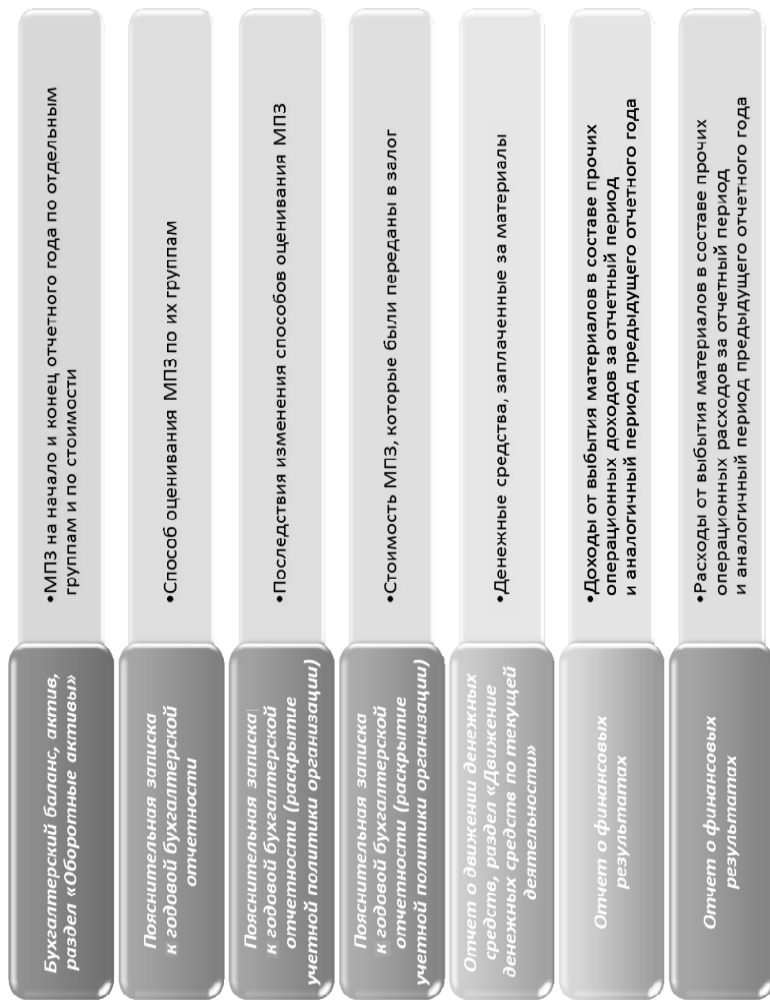 Бухгалтерский баланс, актив,
раздел «Оборотные активы»
•МПЗ на начало и конец отчетного года по отдельным
группам и по стоимости
Пояснительная записка
к годовой бухгалтерской
отчетности
•Способ оценивания МПЗ по их группам
Пояснительная записка
к годовой бухгалтерской
отчетности (раскрытие
учетной политики организации)
•Последствия изменения способов оценивания МПЗ
Пояснительная записка
к годовой бухгалтерской
отчетности (раскрытие
учетной политики организации)
•Стоимость МПЗ, которые были переданы в залог
Отчет о движении денежных
средств, раздел «Движение
денежных средств по текущей
деятельности»
•Денежные средства, заплаченные за материалы
Отчет о финансовых
результатах
•Доходы от выбытия материалов в составе прочих
операционных доходов за отчетный период
и аналогичный период предыдущего отчетного года
Отчет о финансовых
результатах
•Расходы от выбытия материалов в составе прочих
операционных расходов за отчетный период
и аналогичный период предыдущего отчетного года